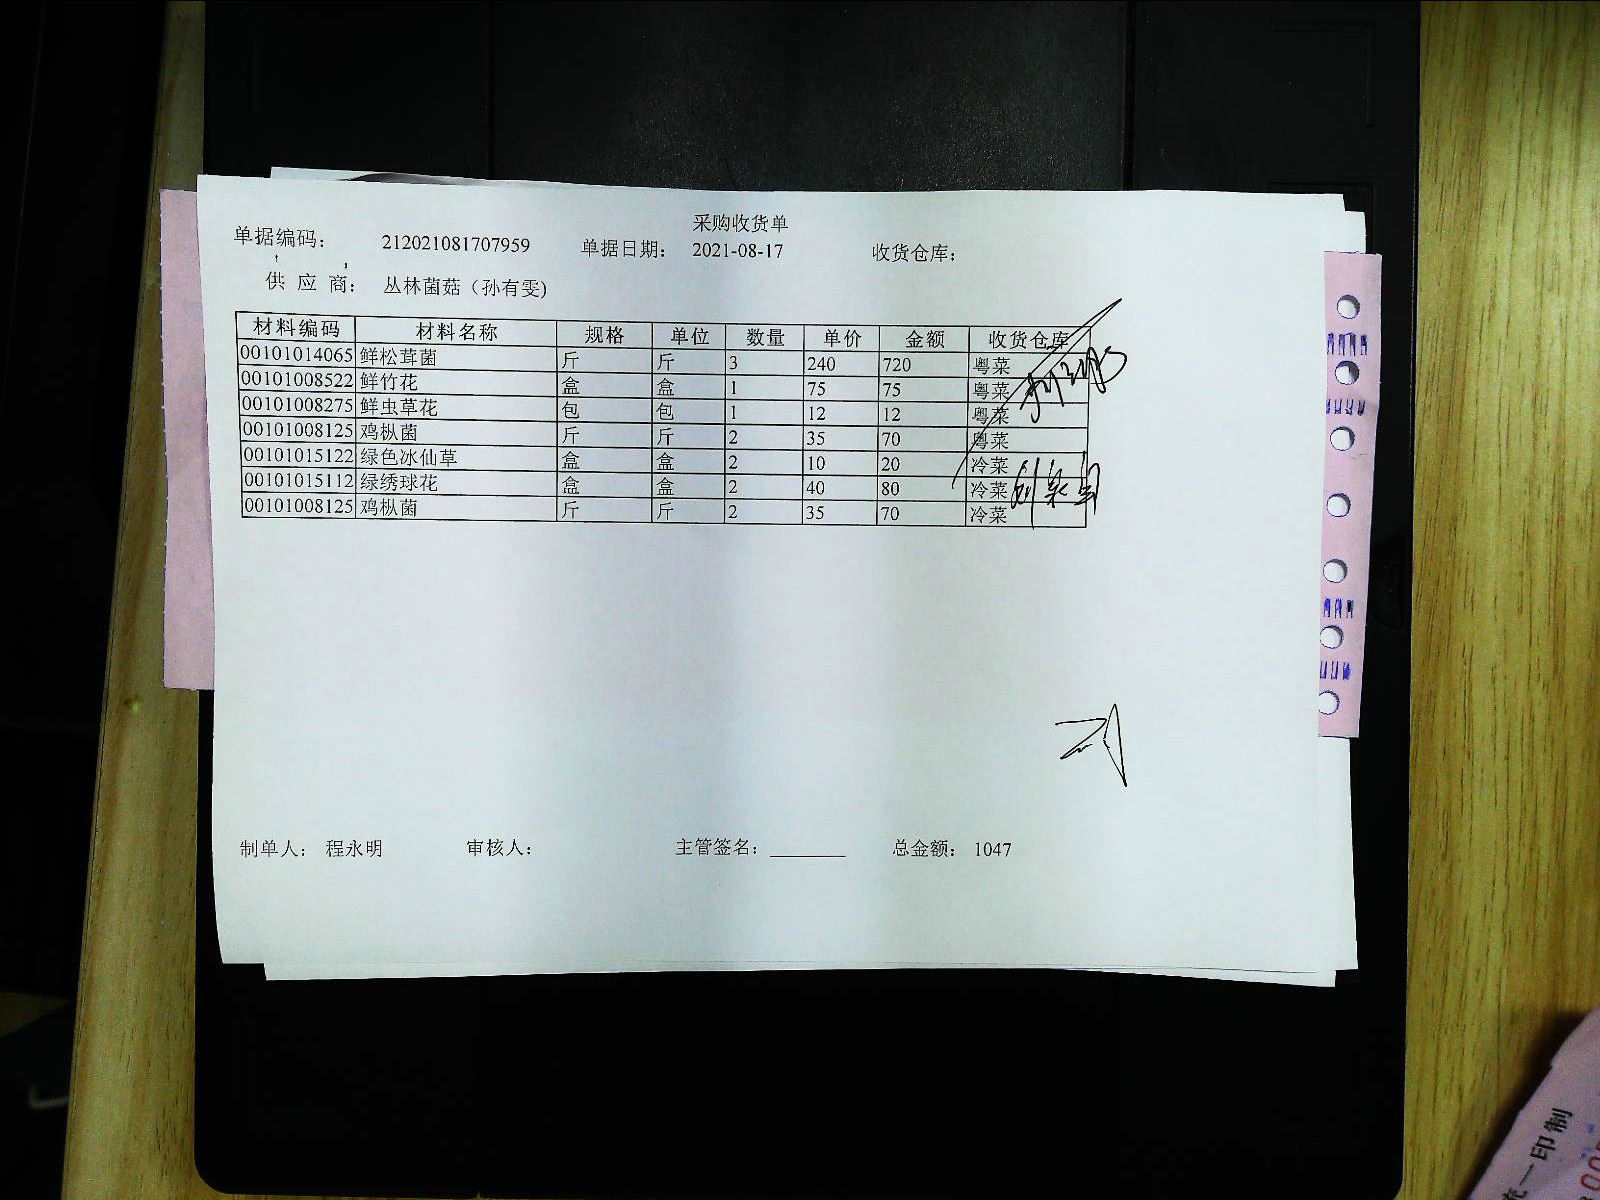 采购收货单
单据编码： 212021081707959 单据日期： 2021-08-17 收货仓库：
供 应 商： 丛林菌菇（孙有雯）
材料编码 材料名称 规格 单位 数量 单价 金额 收货仓库
00101014065 鲜松茸菌 斤 斤 3 240 720 粤菜
00101008522 鲜竹花 盒 盒 1 75 75 粤菜
00101008275 鲜虫草花 包 包 1 12 12 粤菜
00101008125 鸡枞菌 斤 斤 2 35 70 粤菜
00101015122 绿色冰仙草 盒 盒 2 10 20 冷菜
00101015112 绿绣球花 盒 盒 2 40 80 冷菜
00101008125 鸡枞菌 斤 斤 2 35 70 冷菜
制单人： 程永明 审核人： 主管签名： 总金额： 1047
一印制